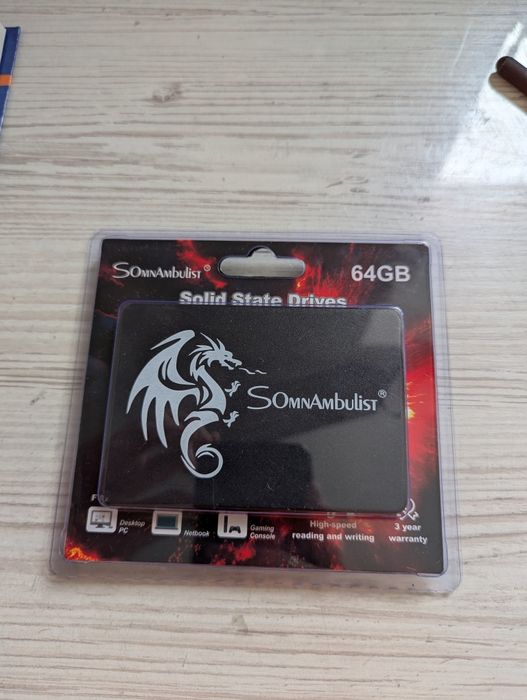 SOmnAmbulist®
64GB
Solid State Drives
SOmnAmbulist®
Desktop PC
Netbook
Gaming Console
High-speed
reading and writing
3 year
warranty